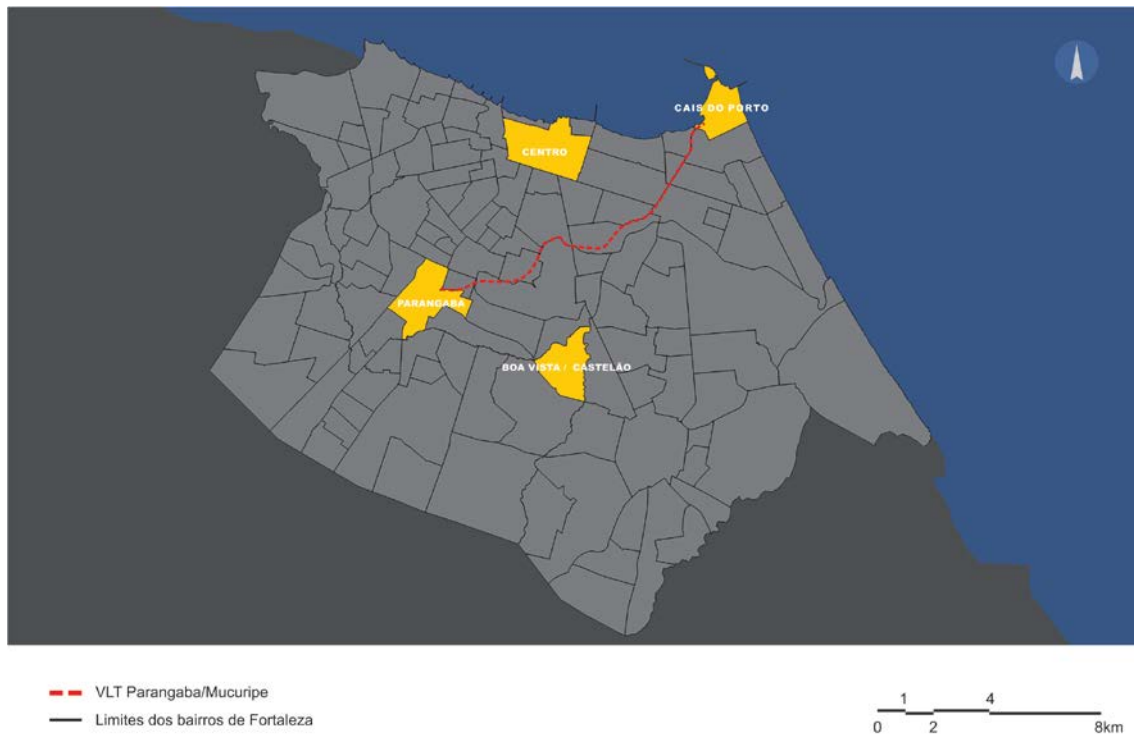 CAIS DO PORTO
CENTRO
PARANGABA
BOA VISTA / CASTELÃO
VLT Parangaba/Mucuripe
Limites dos bairros de Fortaleza
1 4
0 2 8km